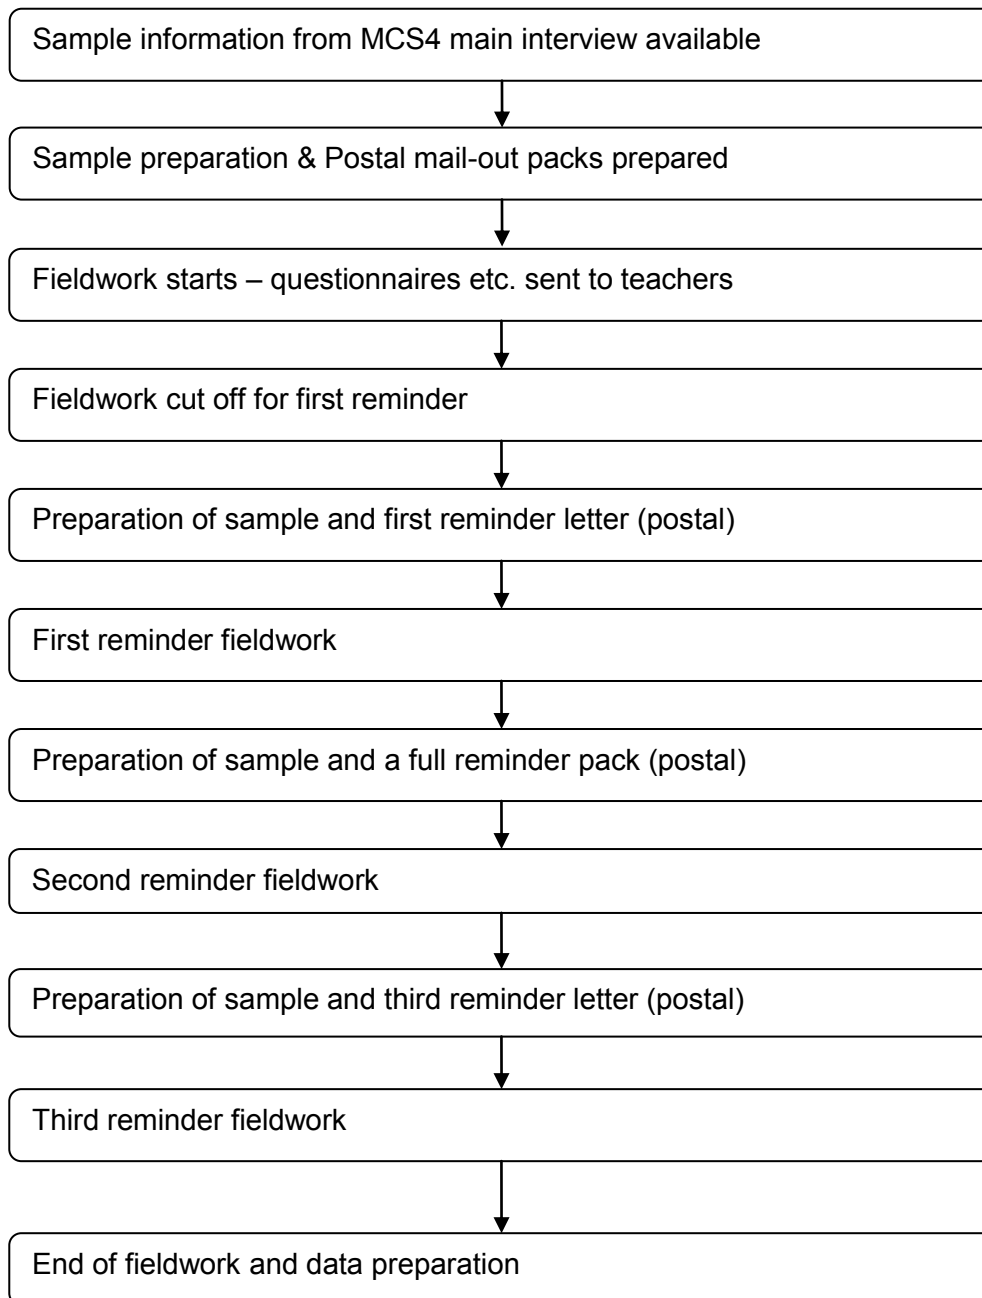 Sample information from MCS4 main interview available
Sample preparation & Postal mail-out packs prepared
Fieldwork starts – questionnaires etc. sent to teachers
Fieldwork cut off for first reminder
Preparation of sample and first reminder letter (postal)
First reminder fieldwork
Preparation of sample and a full reminder pack (postal)
Second reminder fieldwork
Preparation of sample and third reminder letter (postal)
Third reminder fieldwork
End of fieldwork and data preparation